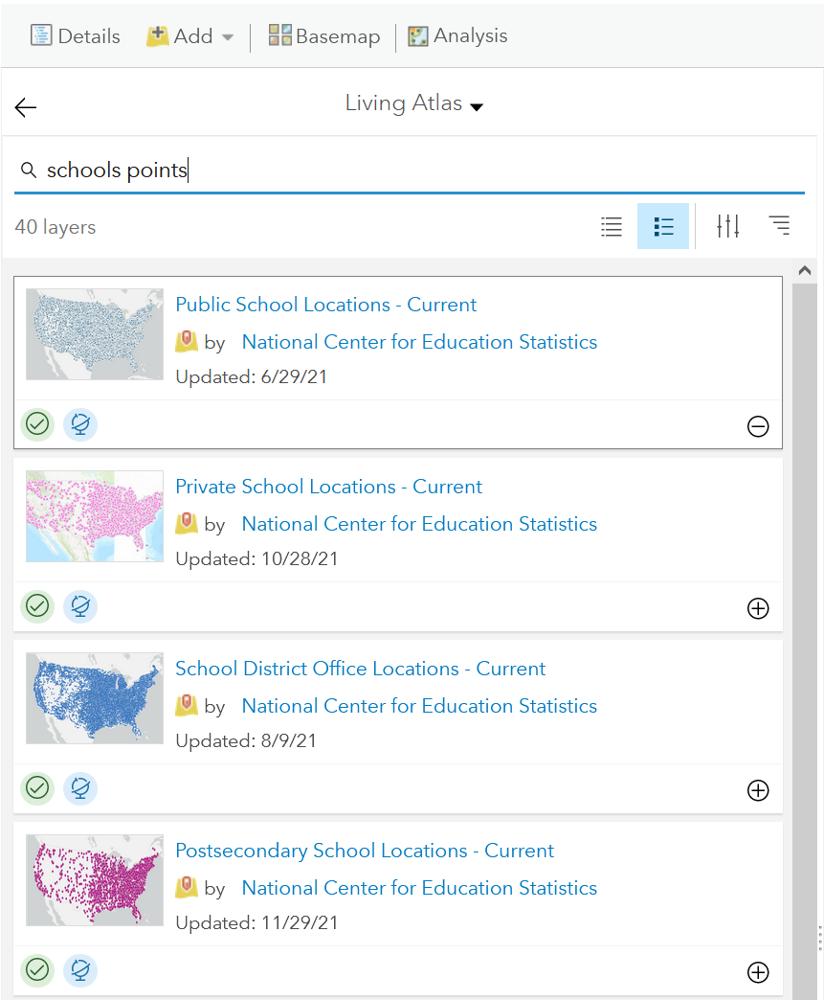 Details Add Basemap Analysis
Living Atlas
schools points
40 layers
Public School Locations - Current
by National Center for Education Statistics
Updated: 6/29/21
Private School Locations - Current
by National Center for Education Statistics
Updated: 10/28/21
School District Office Locations - Current
by National Center for Education Statistics
Updated: 8/9/21
Postsecondary School Locations - Current
by National Center for Education Statistics
Updated: 11/29/21